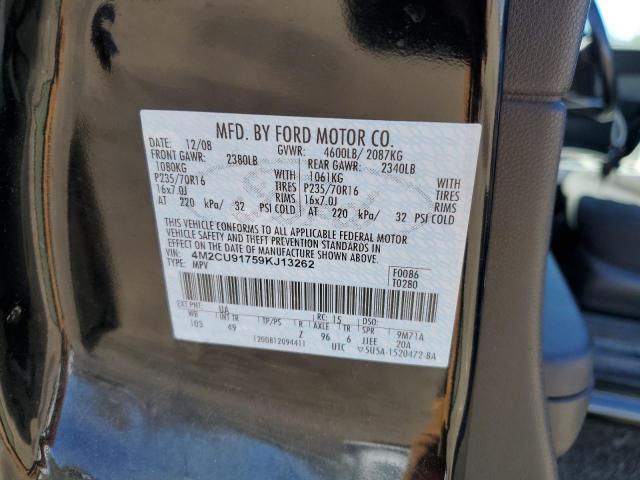 MFD. BY FORD MOTOR CO.
DATE: 12/08 GVWR: 4600LB/ 2087KG
FRONT GAWR: 2380LB REAR GAWR: 2340LB
1080KG WITH 1061KG WITH
P235/70R16 TIRES P235/70R16 TIRES
16x7.0J RIMS 16x7.0J RIMS
AT 220 kPa/ 32 PSI COLD AT 220 kPa/ 32 PSI COLD
THIS VEHICLE CONFORMS TO ALL APPLICABLE FEDERAL MOTOR
VEHICLE SAFETY AND THEFT PREVENTION STANDARDS IN
EFFECT ON THE DATE OF MANUFACTURE SHOWN ABOVE.
VIN: 4M2CU91759KJ13262
TYPE: MPV
F0086
T0280
EXT PNT: UA RC: 15 DSO:
WB INT TR TP/PS R AXLE TR SPR 9M71A
103 49 7 96 6 JJEE 20A
1200812094411 UTC 5U5A-1520472-BA